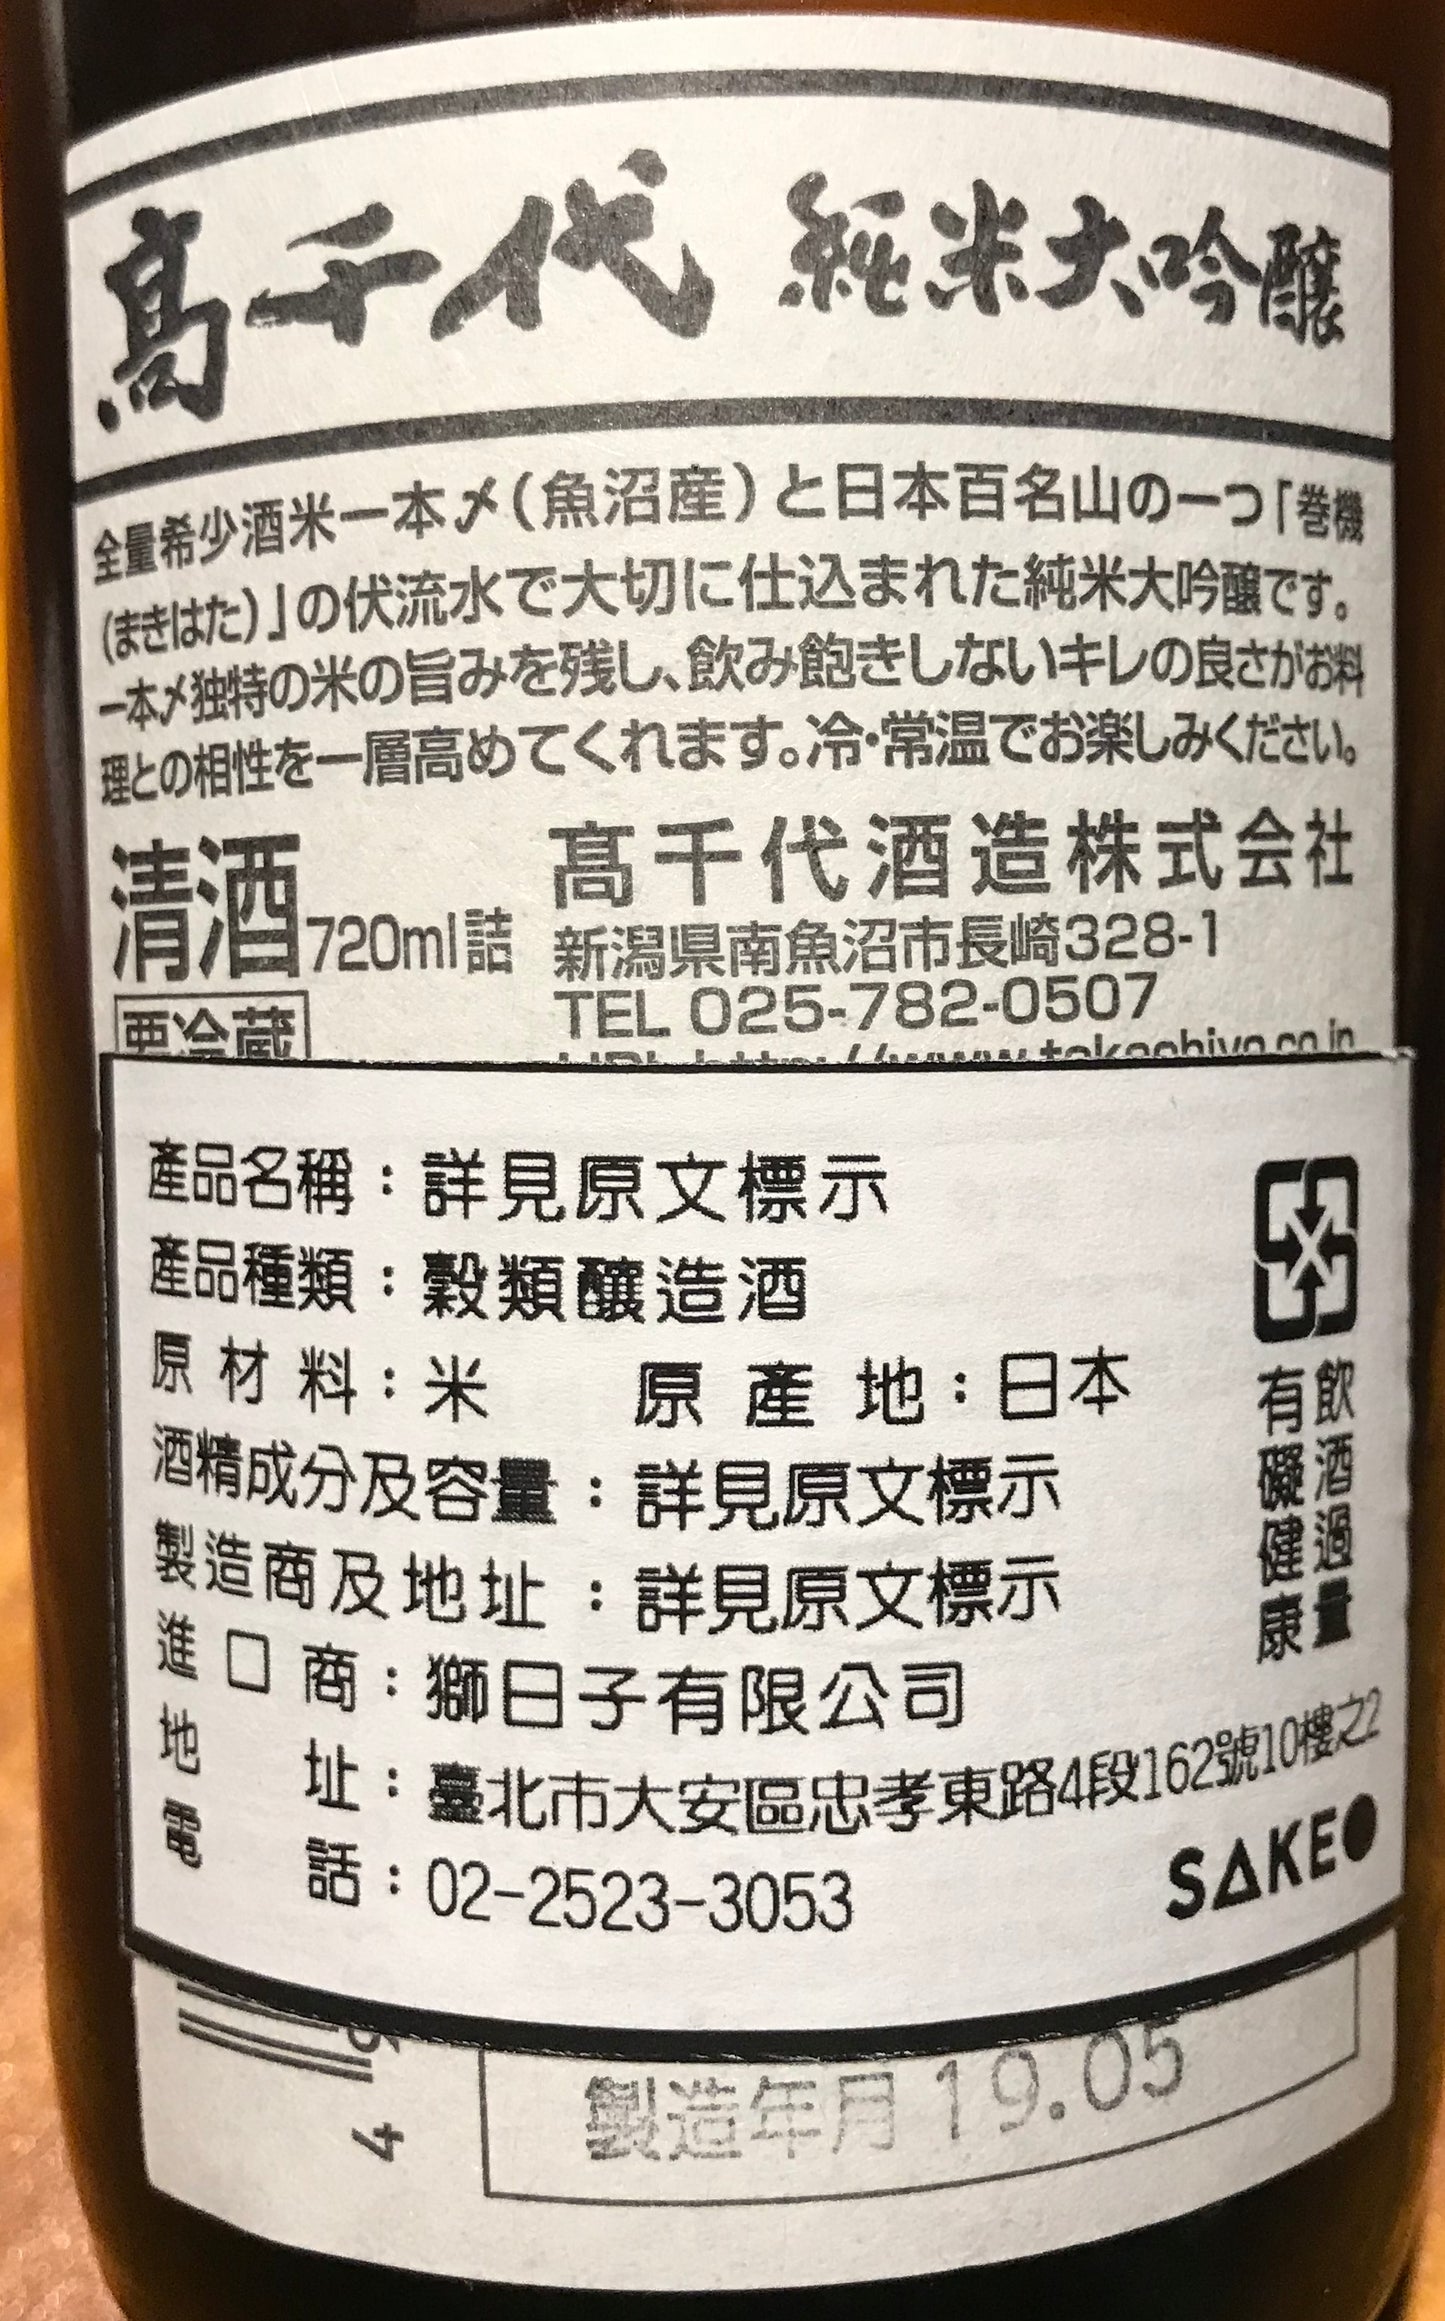 髙千代 純米大吟醸
全量希少酒米一本〆(魚沼産)と日本百名山の一つ「巻機
(まきはた)」の伏流水で大切に仕込まれた純米大吟醸です。
一本〆独特の米の旨みを残し、飲み飽きしないキレの良さがお料
理との相性を一層高めてくれます。冷・常温でお楽しみください。
清酒720ml詰
髙千代酒造株式会社
新潟県南魚沼市長崎328-1
TEL 025-782-0507
要冷蔵
産品名稱：詳見原文標示
産品種類：穀類釀造酒
原材料：米 原産地：日本
酒精成分及容量：詳見原文標示
製造商及地址：詳見原文標示
進口商：獅日子有限公司
地址：臺北市大安區忠孝東路4段162號10樓之2
電話：02-2523-3053
飲酒過量
有礙健康
SAKEO
製造年月 19.05
4